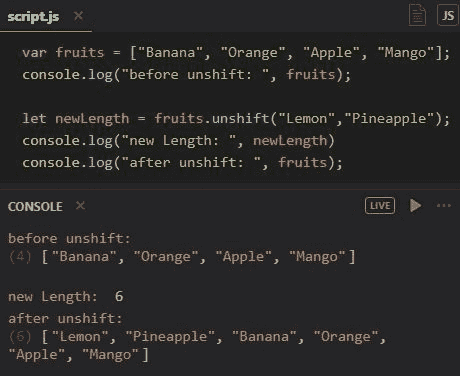 script.js × JS
var fruits = ["Banana", "Orange", "Apple", "Mango"];
console.log("before unshift: ", fruits);
let newLength = fruits.unshift("Lemon","Pineapple");
console.log("new Length: ", newLength)
console.log("after unshift: ", fruits);
CONSOLE × LIVE
before unshift:
(4) ["Banana", "Orange", "Apple", "Mango"]
new Length: 6
after unshift:
(6) ["Lemon", "Pineapple", "Banana", "Orange",
"Apple", "Mango"]